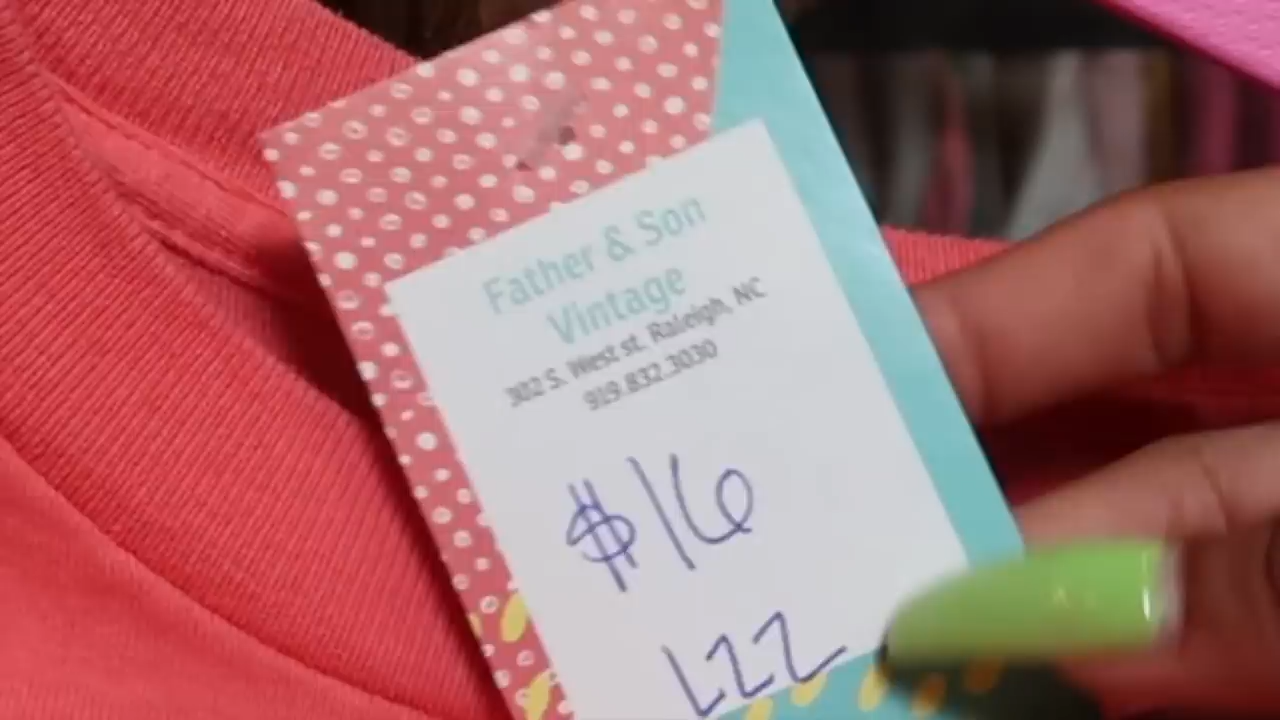 Father & Son
Vintage
302 S. West st. Raleigh, NC
919.832.3030
$16
LZZ